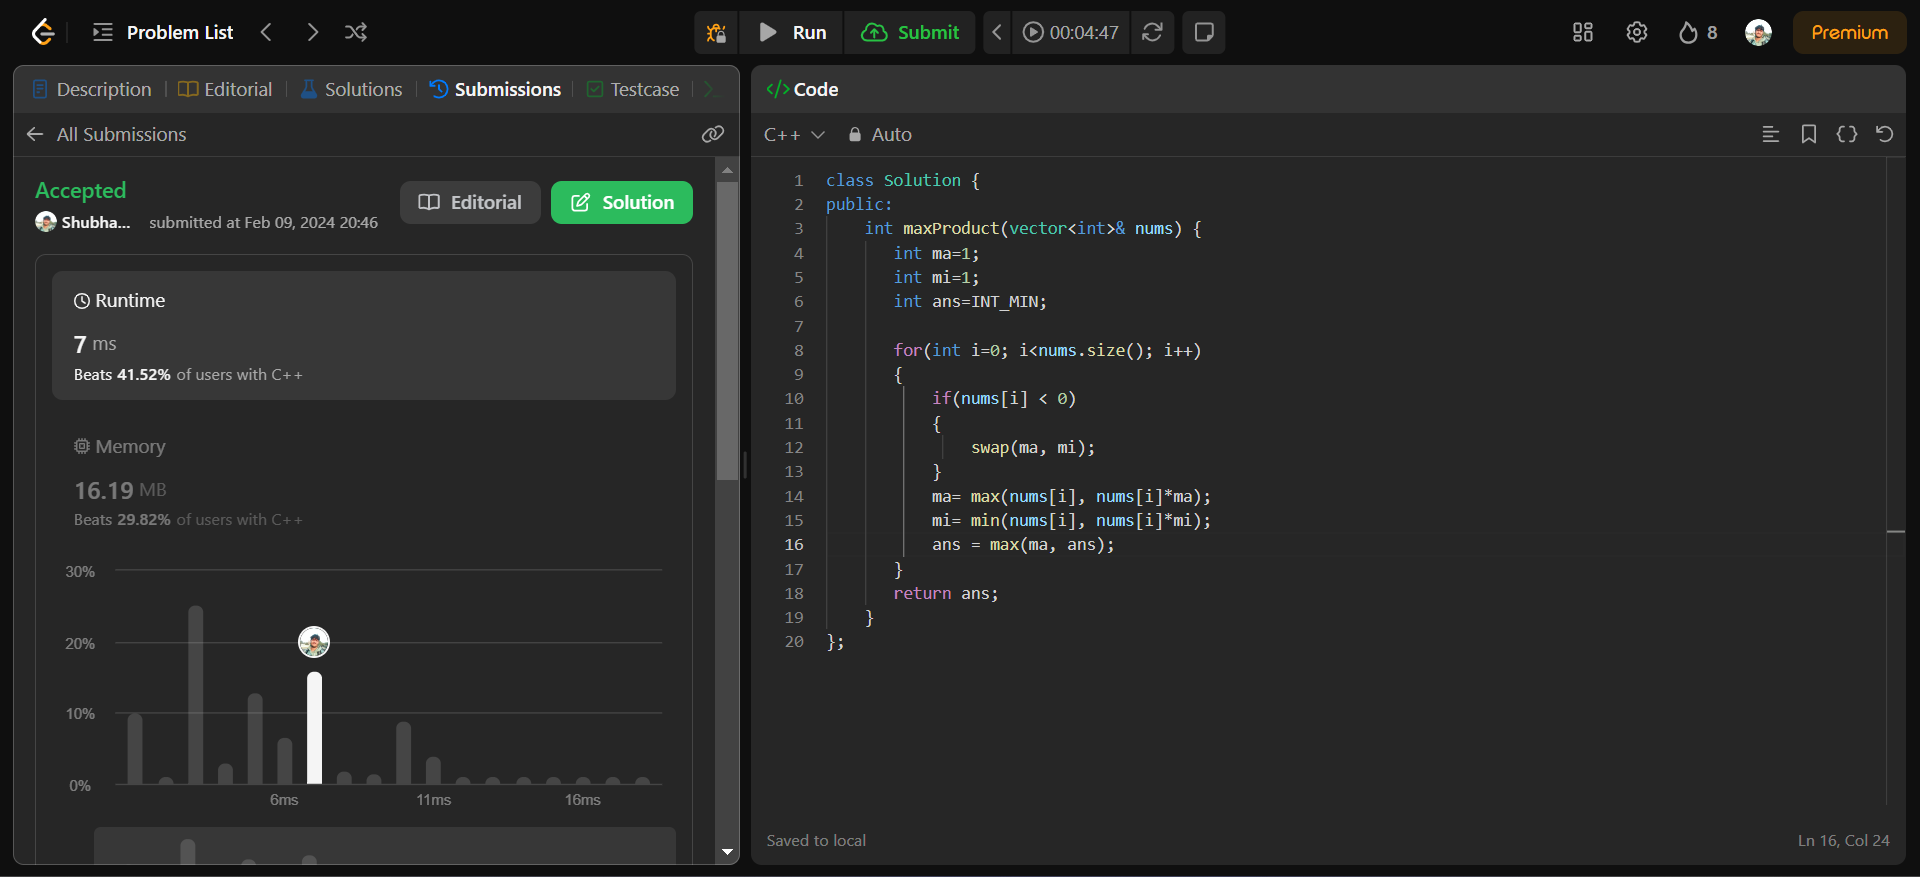 Problem List
Run
Submit
00:04:47
8
Premium
Description
Editorial
Solutions
Submissions
Testcase
All Submissions
Accepted
Shubha...
submitted at Feb 09, 2024 20:46
Editorial
Solution
Runtime
7 ms
Beats 41.52% of users with C++
Memory
16.19 MB
Beats 29.82% of users with C++
30%
20%
10%
0%
6ms
11ms
16ms
</> Code
C++
Auto
1 class Solution {
2 public:
3     int maxProduct(vector<int>& nums) {
4        int ma=1;
5        int mi=1;
6        int ans=INT_MIN;
7
8        for(int i=0; i<nums.size(); i++)
9        {
10            if(nums[i] < 0)
11            {
12                swap(ma, mi);
13            }
14            ma= max(nums[i], nums[i]*ma);
15            mi= min(nums[i], nums[i]*mi);
16            ans = max(ma, ans);
17        }
18        return ans;
19     }
20 };
Saved to local
Ln 16, Col 24